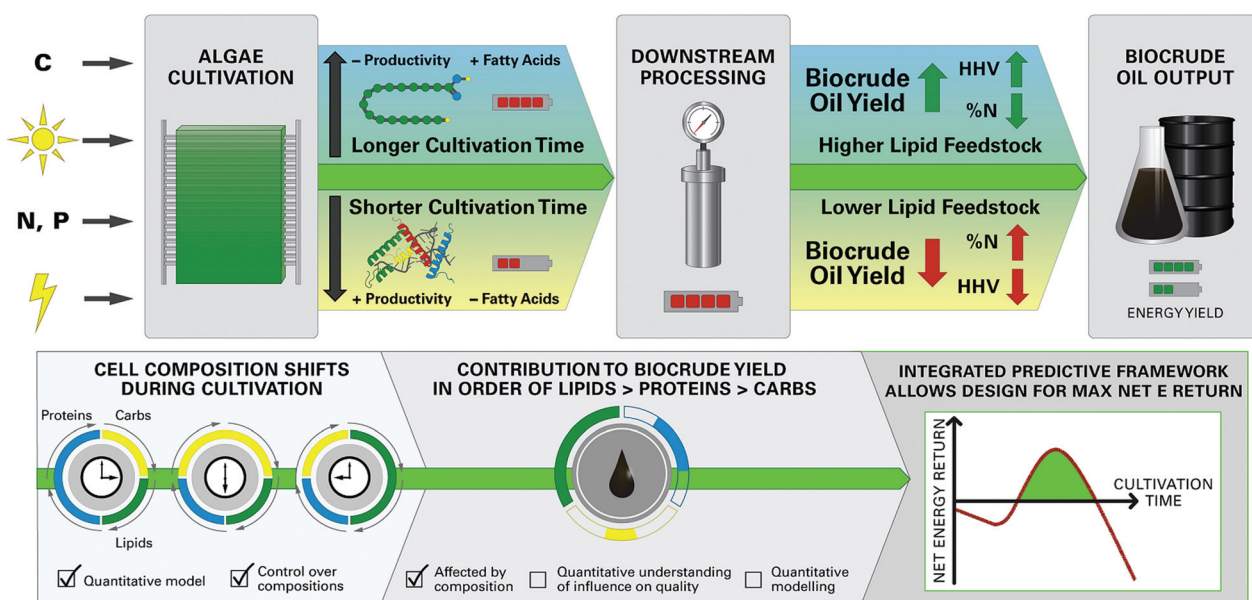 C
N, P
ALGAE
CULTIVATION
– Productivity + Fatty Acids
Longer Cultivation Time
Shorter Cultivation Time
+ Productivity – Fatty Acids
DOWNSTREAM
PROCESSING
Biocrude
Oil Yield
HHV
%N
Higher Lipid Feedstock
Lower Lipid Feedstock
Biocrude
Oil Yield
%N
HHV
BIOCRUDE
OIL OUTPUT
ENERGY YIELD
CELL COMPOSITION SHIFTS
DURING CULTIVATION
Proteins Carbs
Lipids
Quantitative model
Control over
compositions
CONTRIBUTION TO BIOCRUDE YIELD
IN ORDER OF LIPIDS > PROTEINS > CARBS
Affected by
composition
Quantitative understanding
of influence on quality
Quantitative
modelling
INTEGRATED PREDICTIVE FRAMEWORK
ALLOWS DESIGN FOR MAX NET E RETURN
NET ENERGY RETURN
CULTIVATION
TIME